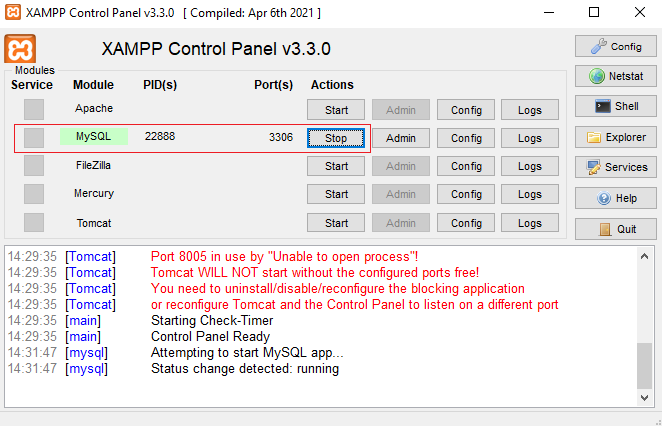 XAMPP Control Panel v3.3.0 [ Compiled: Apr 6th 2021 ]
XAMPP Control Panel v3.3.0
Config
Modules
Service Module PID(s) Port(s) Actions
Netstat
Apache Start Admin Config Logs
Shell
MySQL 22888 3306 Stop Admin Config Logs
Explorer
FileZilla Start Admin Config Logs
Services
Mercury Start Admin Config Logs
Help
Tomcat Start Admin Config Logs
Quit
14:29:35 [Tomcat] Port 8005 in use by "Unable to open process"!
14:29:35 [Tomcat] Tomcat WILL NOT start without the configured ports free!
14:29:35 [Tomcat] You need to uninstall/disable/reconfigure the blocking application
14:29:35 [Tomcat] or reconfigure Tomcat and the Control Panel to listen on a different port
14:29:35 [main] Starting Check-Timer
14:29:35 [main] Control Panel Ready
14:31:47 [mysql] Attempting to start MySQL app...
14:31:47 [mysql] Status change detected: running